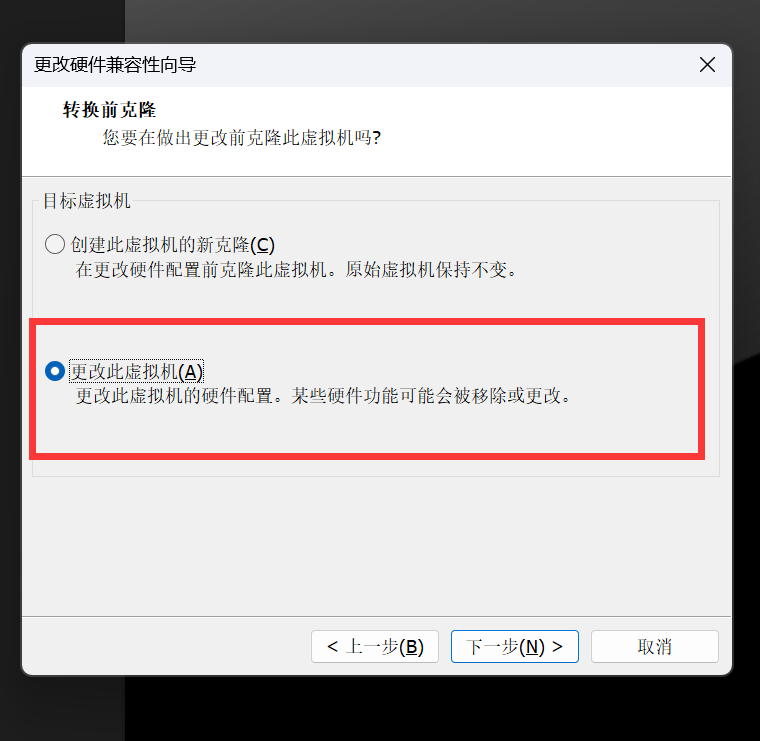 更改硬件兼容性向导
转换前克隆
您要在做出更改前克隆此虚拟机吗?
目标虚拟机
创建此虚拟机的新克隆(C)
在更改硬件配置前克隆此虚拟机。原始虚拟机保持不变。
更改此虚拟机(A)
更改此虚拟机的硬件配置。某些硬件功能可能会被移除或更改。
< 上一步(B)
下一步(N) >
取消